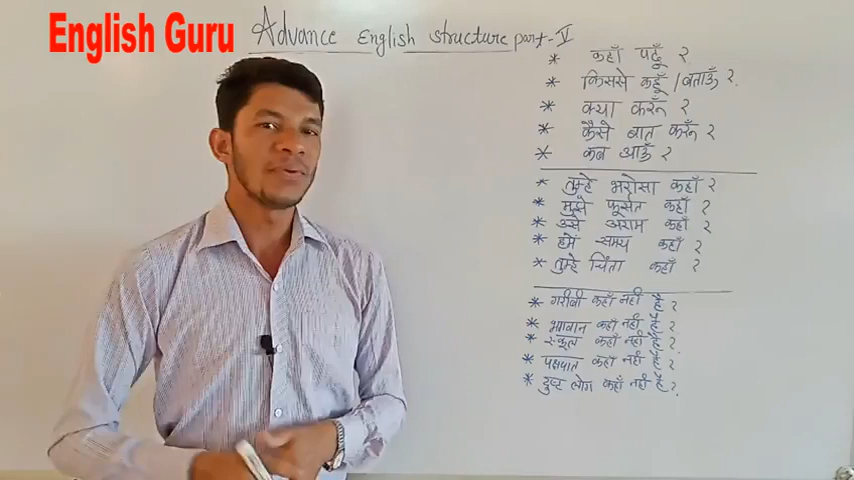 English Guru
Advance English structure part-V
* कहाँ पढूँ ?
* किससे कहूँ / बताऊँ ?
* क्या करूँ ?
* कैसे बात करूँ ?
* कब आऊँ ?
* तुम्हे भरोसा कहाँ ?
* मुझे फूर्सत कहाँ ?
* उसे अराम कहाँ ?
* हमें समय कहाँ ?
* तुम्हे चिंता कहाँ ?
* गरीबी कहाँ नहीं है ?
* भगवान कहाँ नहीं है ?
* स्कूल कहाँ नहीं है ?
* पक्षपात कहाँ नहीं है ?
* दुष्ट लोग कहाँ नहीं है ?